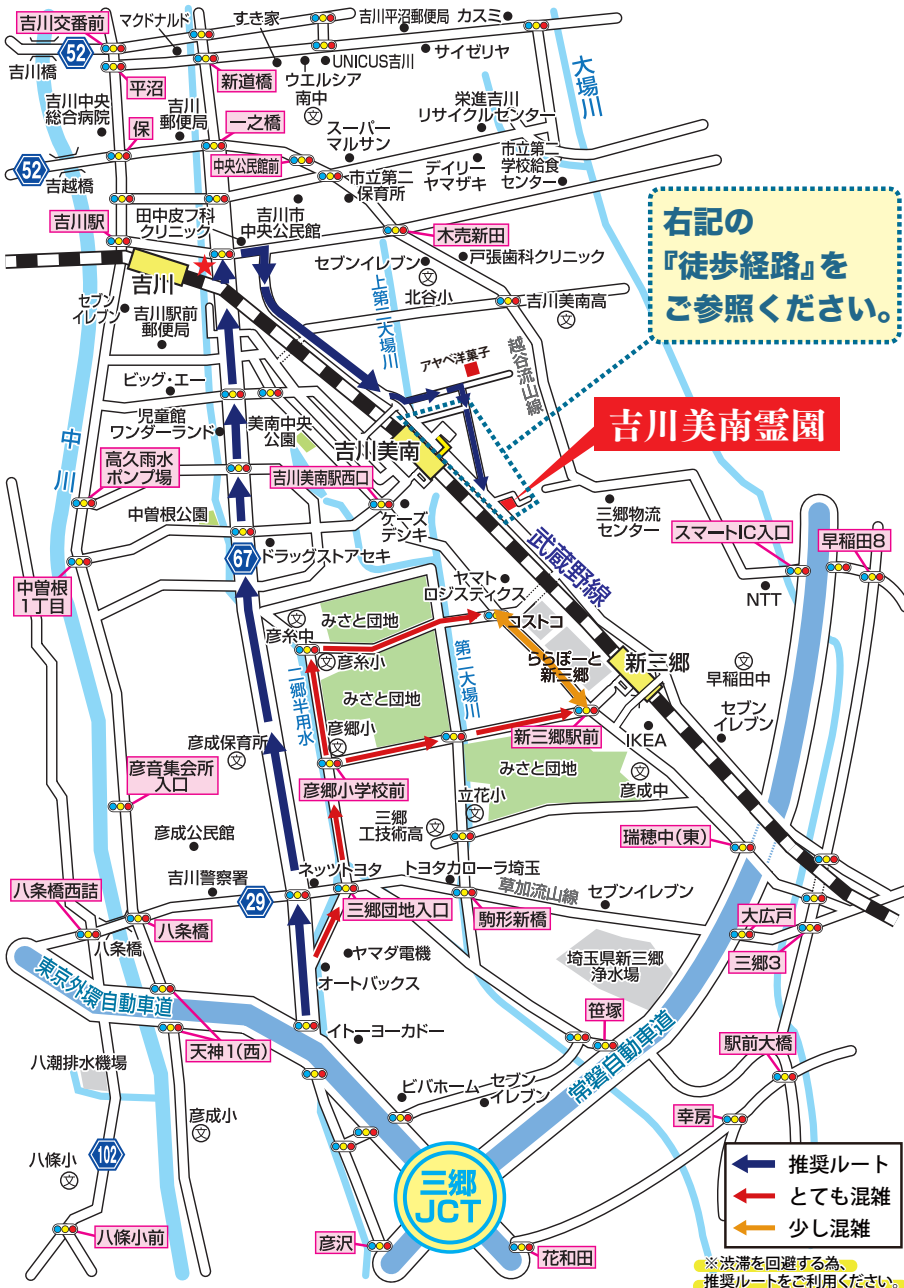 吉川交番前
マクドナルド
すき家
吉川平沼郵便局
カスミ
52
吉川橋
平沼
新道橋
UNICUS吉川
ウエルシア
サイゼリヤ
大場川
吉川中央
総合病院
吉川
郵便局
南中
文
栄進吉川
リサイクルセンター
保
一之橋
スーパー
マルサン
52
吉越橋
中央公民館前
デイリー
ヤマザキ
市立第二
学校給食
センター
市立第二
保育所
吉川駅
田中皮フ科
クリニック
吉川市
中央公民館
木売新田
右記の
『徒歩経路』を
ご参照ください。
吉川
セブンイレブン
戸張歯科クリニック
文
北谷小
上第二大場川
セブン
イレブン
吉川駅前
郵便局
吉川美南高
文
越谷流山線
アヤベ洋菓子
ビッグ・エー
児童館
ワンダーランド
美南中央
公園
吉川美南
吉川美南霊園
中川
高久雨水
ポンプ場
吉川美南駅西口
中曽根公園
ケーズ
デンキ
三郷物流
センター
スマートIC入口
早稲田8
武蔵野線
67
ドラッグストアセキ
中曽根
1丁目
ヤマト
ロジスティクス
NTT
文
彦糸中
みさと団地
コストコ
文
彦糸小
二郷半用水
第二大場川
ららぽーと
新三郷
新三郷
文
早稲田中
みさと団地
セブン
イレブン
彦郷小
文
新三郷駅前
IKEA
彦成保育所
文
みさと団地
文
彦成中
彦音集会所
入口
彦郷小学校前
立花小
文
三郷
工技術高
文
瑞穂中(東)
彦成公民館
吉川警察署
ネッツトヨタ
トヨタカローラ埼玉
草加流山線
セブンイレブン
八条橋西詰
29
八条橋
八条橋
三郷団地入口
駒形新橋
大広戸
三郷3
ヤマダ電機
オートバックス
埼玉県新三郷
浄水場
東京外環自動車道
笹塚
天神1(西)
イトーヨーカドー
常磐自動車道
駅前大橋
八潮排水機場
ビバホーム
セブン
イレブン
彦成小
文
幸房
102
八條小
文
三郷
JCT
推奨ルート
とても混雑
少し混雑
八條小前
彦沢
花和田
※渋滞を回避する為、
推奨ルートをご利用ください。